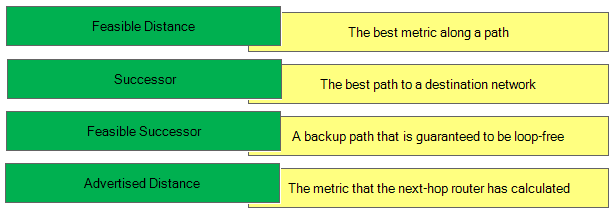 Feasible Distance
The best metric along a path
Successor
The best path to a destination network
Feasible Successor
A backup path that is guaranteed to be loop-free
Advertised Distance
The metric that the next-hop router has calculated